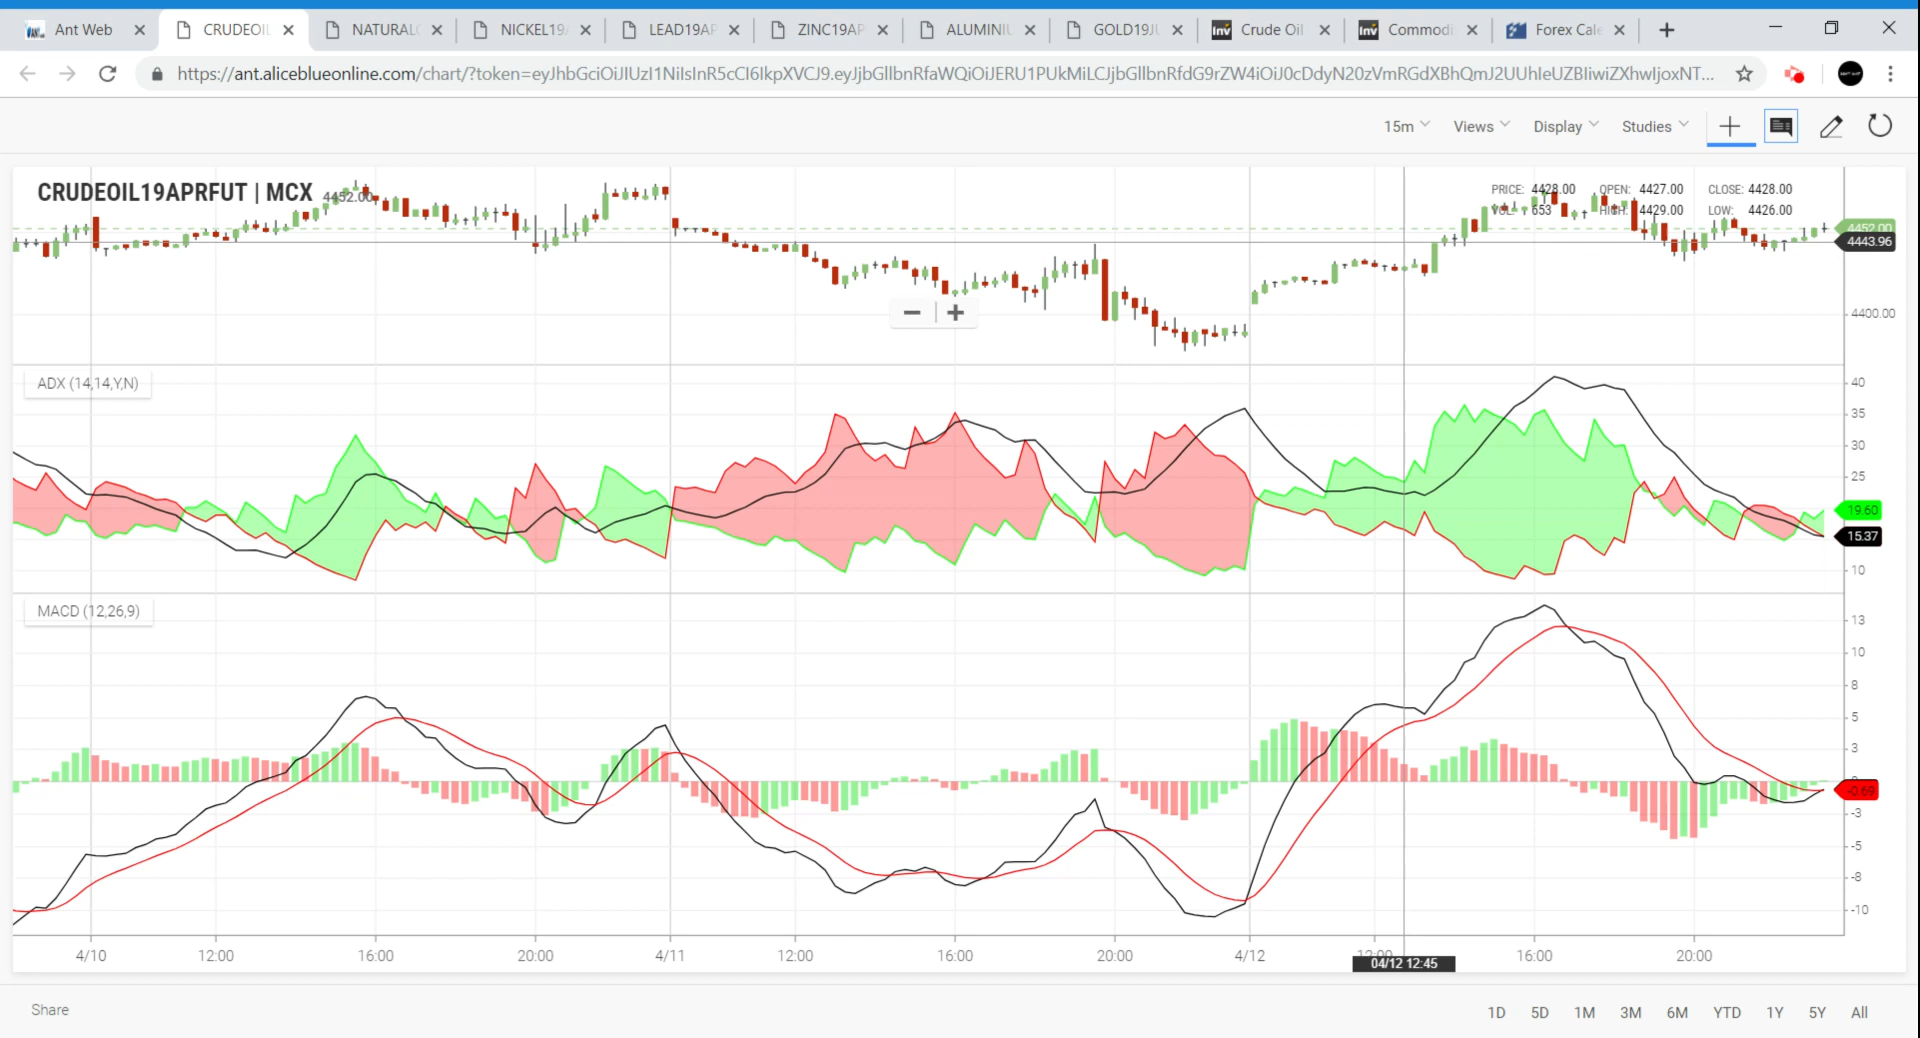 Ant Web CRUDEOIL NATURALG NICKEL19A LEAD19AP ZINC19AP ALUMINIU GOLD19JU Crude Oil Commodi Forex Cale
https://ant.aliceblueonline.com/chart/?token=
15m Views Display Studies
CRUDEOIL19APRFUT | MCX 4452.00
PRICE: 4428.00 OPEN: 4427.00 CLOSE: 4428.00
VOL: 653 HIGH: 4429.00 LOW: 4426.00
4452.00
4443.96
4400.00
ADX (14,14,Y,N)
40
35
30
25
19.60
15.37
10
MACD (12,26,9)
13
10
8
5
3
0
-0.69
-3
-5
-8
-10
4/10 12:00 16:00 20:00 4/11 12:00 16:00 20:00 4/12 12:00 16:00 20:00
04/12 12:45
Share
1D 5D 1M 3M 6M YTD 1Y 5Y All